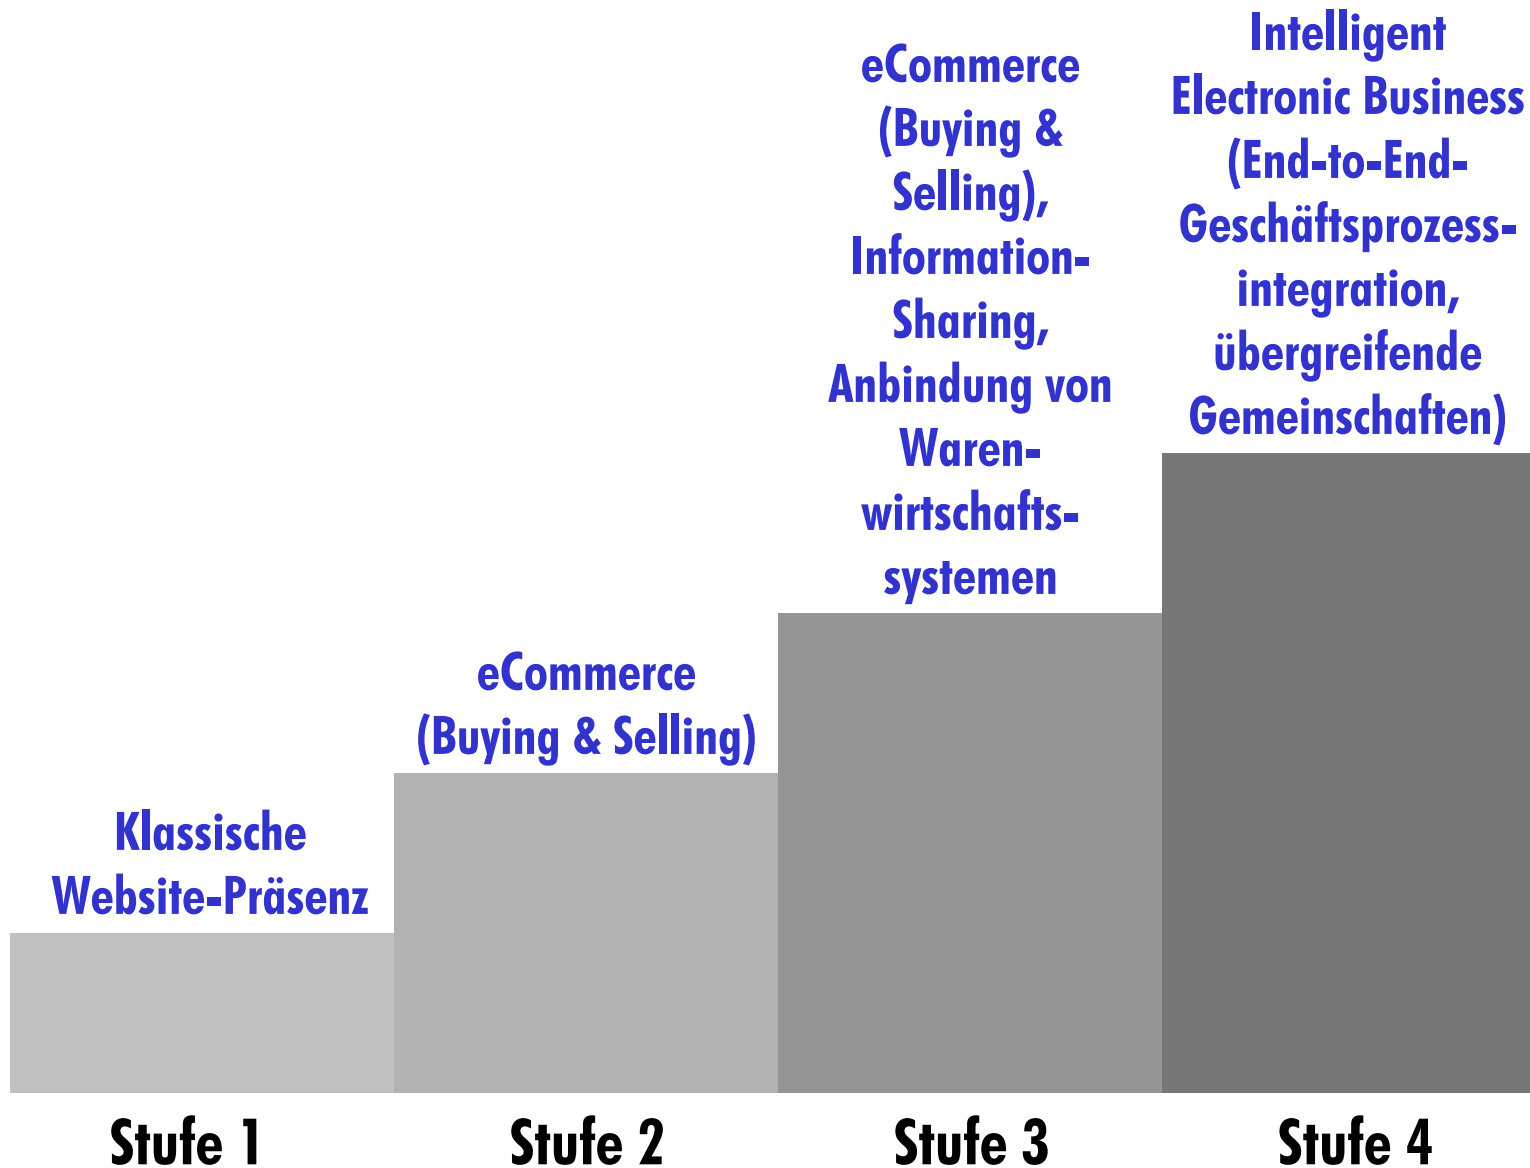 Klassische
Website-Präsenz
eCommerce
(Buying & Selling)
eCommerce
(Buying &
Selling),
Information-
Sharing,
Anbindung von
Waren-
wirtschafts-
systemen
Intelligent
Electronic Business
(End-to-End-
Geschäftsprozess-
integration,
übergreifende
Gemeinschaften)
Stufe 1
Stufe 2
Stufe 3
Stufe 4